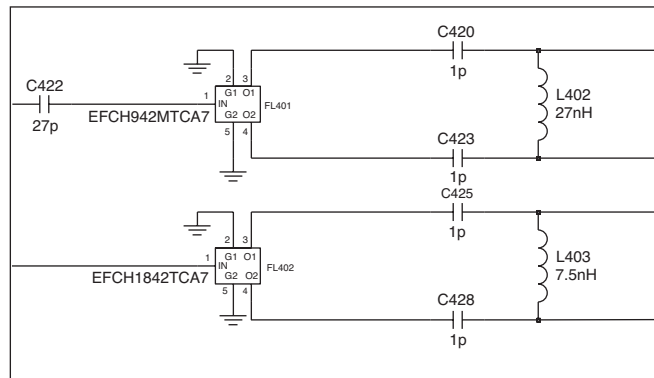 C420
1p
C422
27p
2 3
1
G1 O1
IN
G2 O2
5 4
FL401
EFCH942MTCA7
L402
27nH
C423
1p
C425
1p
2 3
1
G1 O1
IN
G2 O2
5 4
FL402
EFCH1842TCA7
L403
7.5nH
C428
1p